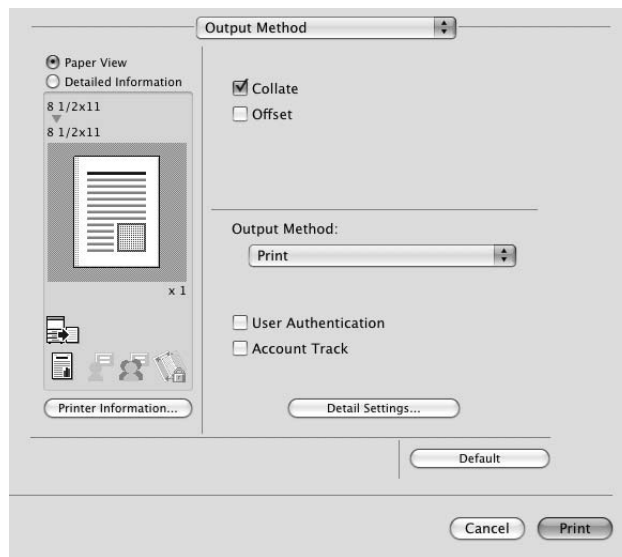 Output Method
Paper View
Detailed Information
8 1/2x11
8 1/2x11
x 1
Printer Information...
Collate
Offset
Output Method:
Print
User Authentication
Account Track
Detail Settings...
Default
Cancel
Print